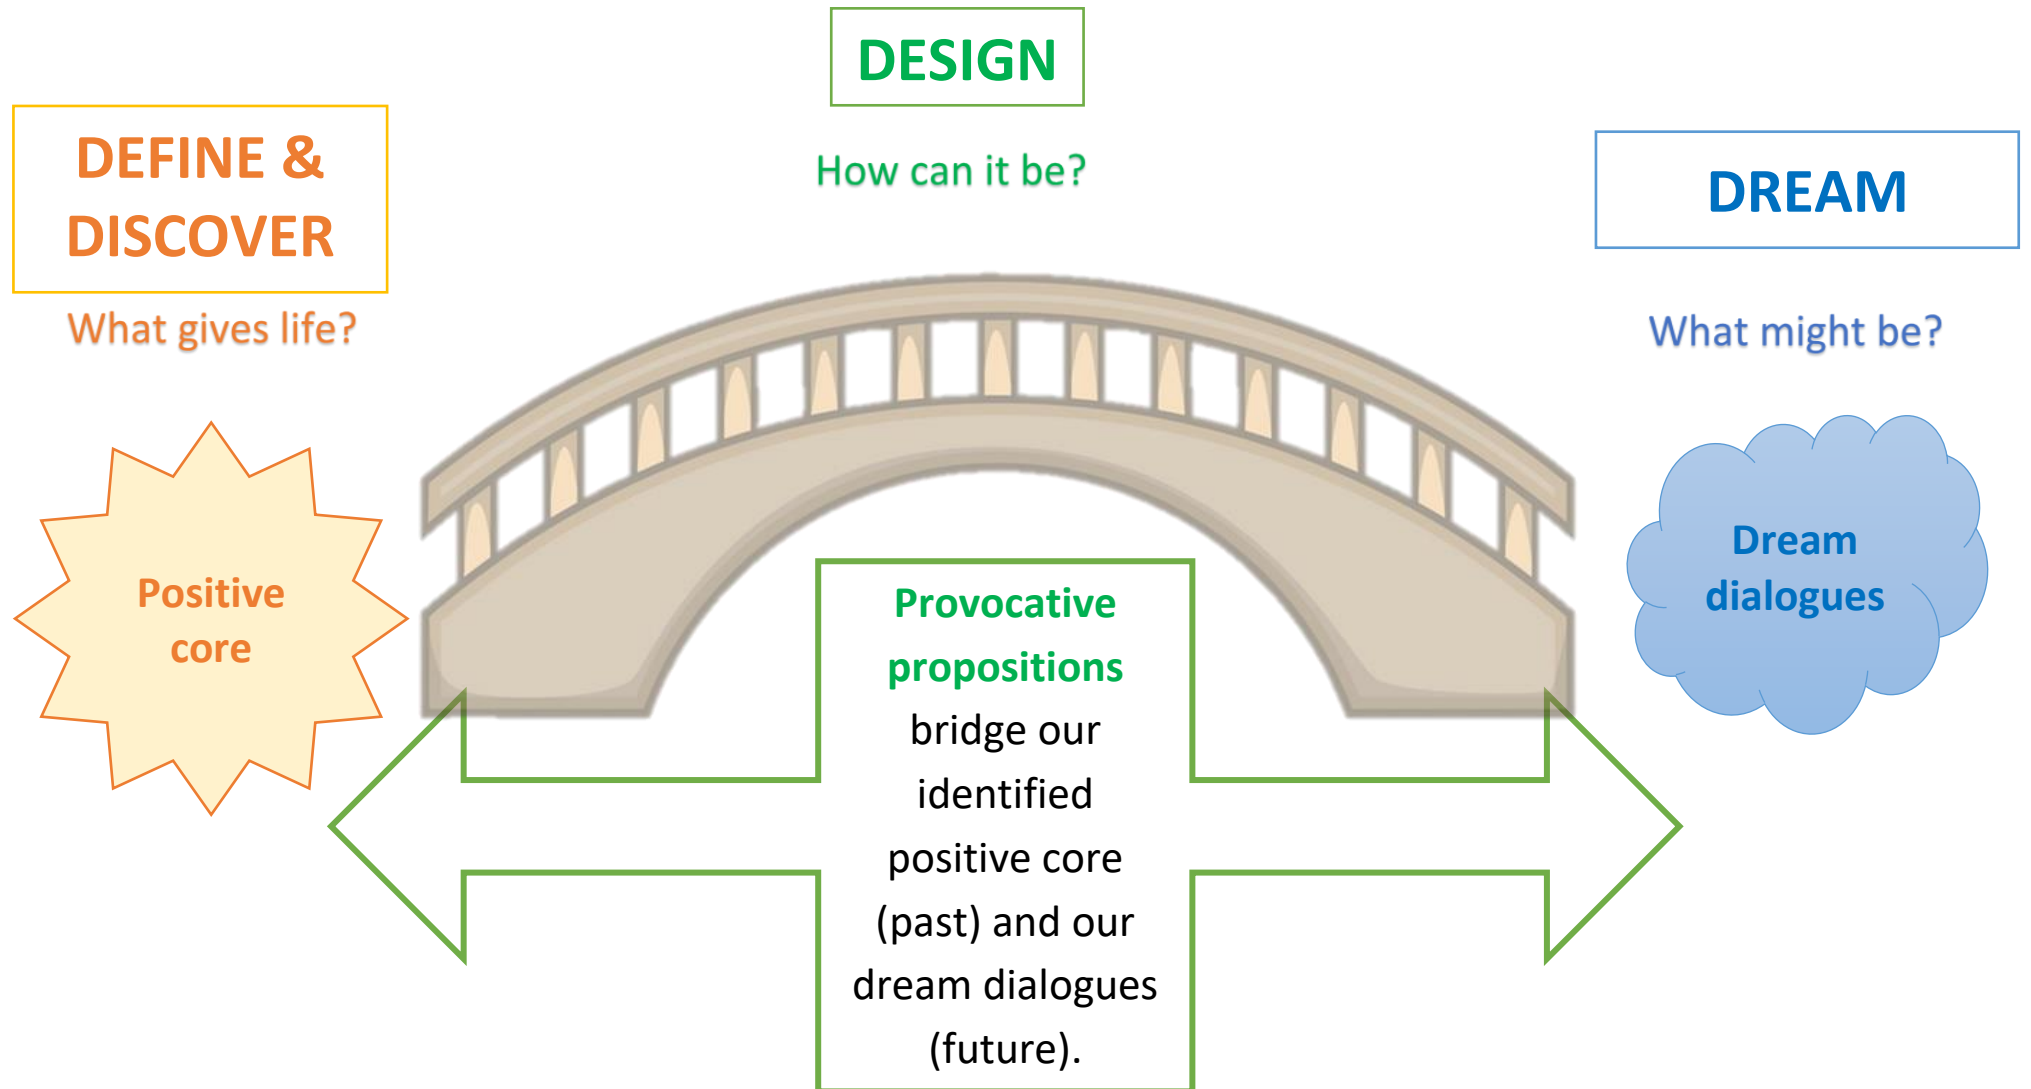 DESIGN
How can it be?
DEFINE &
DISCOVER
What gives life?
DREAM
What might be?
Positive
core
Provocative
propositions
bridge our
identified
positive core
(past) and our
dream dialogues
(future).
Dream
dialogues